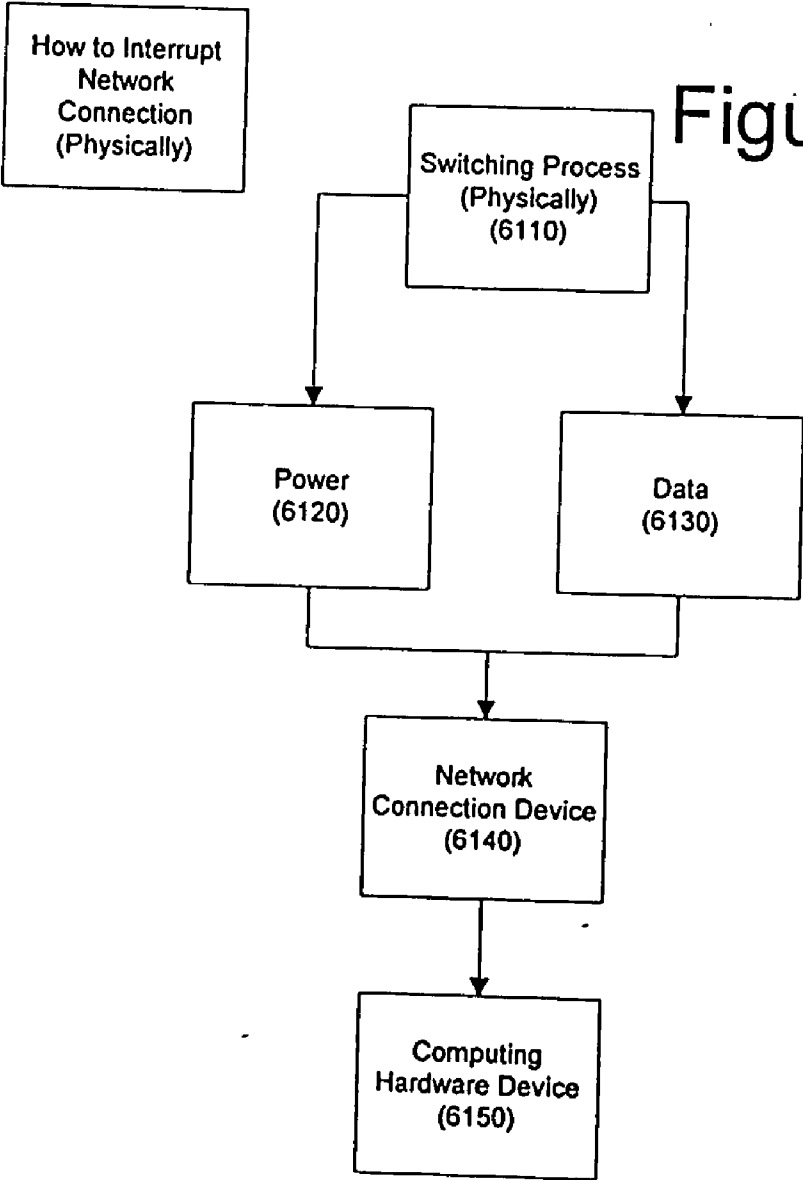 How to Interrupt
Network
Connection
(Physically)
Figu
Switching Process
(Physically)
(6110)
Power
(6120)
Data
(6130)
Network
Connection Device
(6140)
Computing
Hardware Device
(6150)